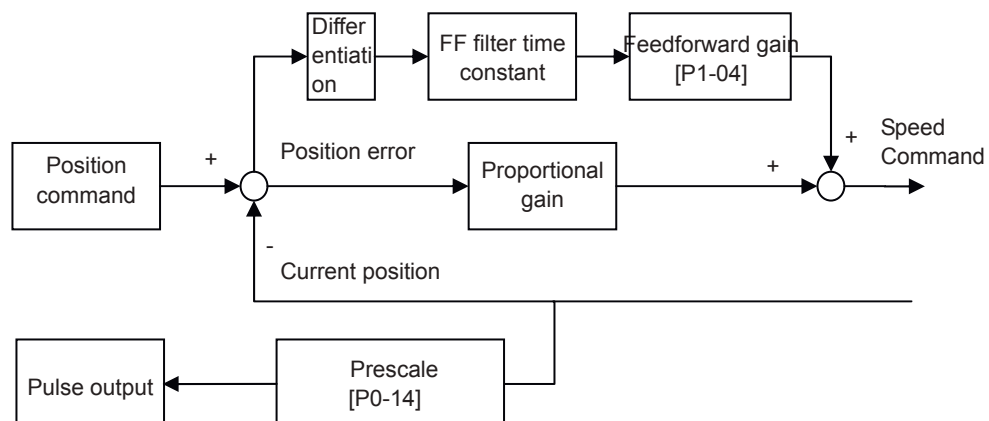 Differ
entiati
on
FF filter time
constant
Feedforward gain
[P1-04]
Position
command
+
Position error
Proportional
gain
+
+
Speed
Command
-
Current position
Pulse output
Prescale
[P0-14]